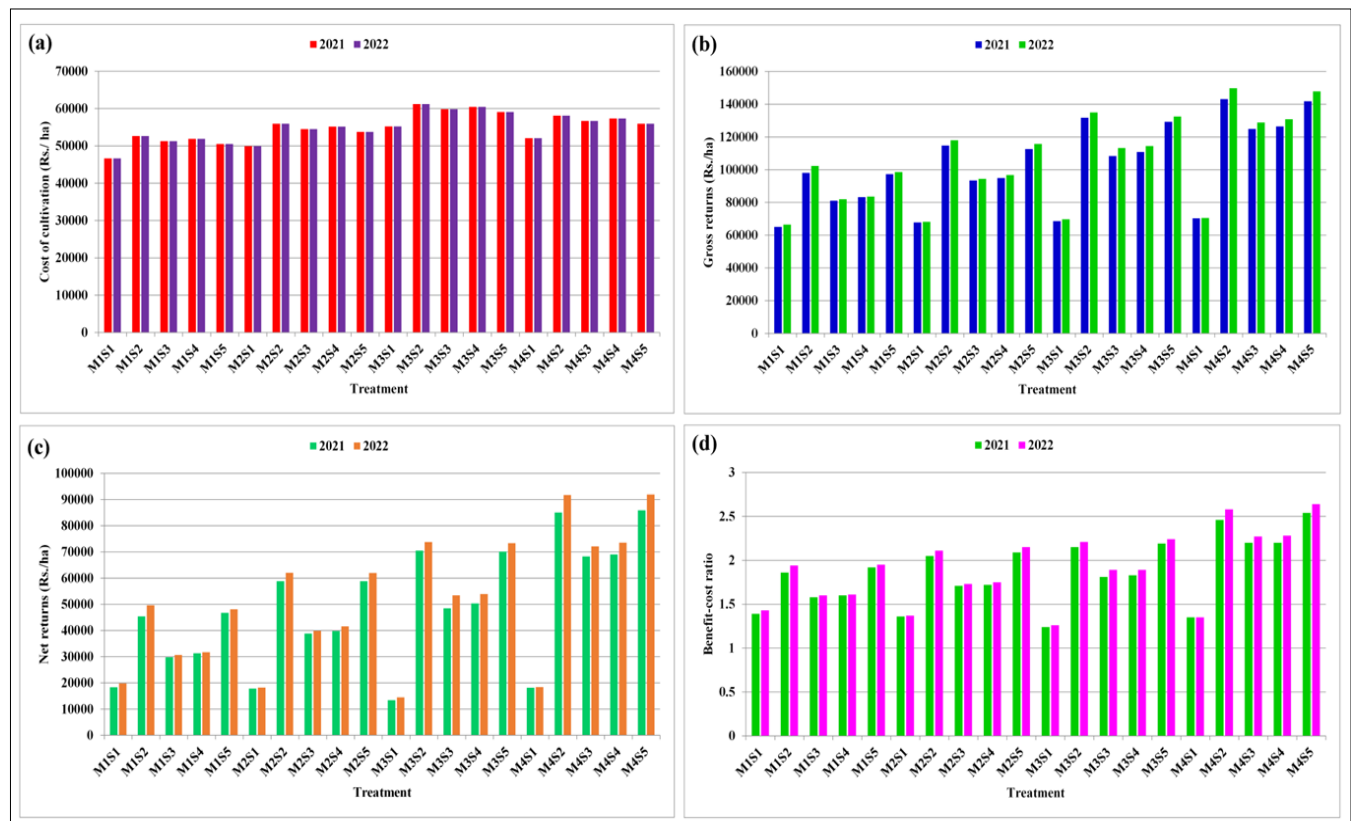 (a)
2021 2022
Cost of cultivation (Rs./ ha)
70000
60000
50000
40000
30000
20000
10000
0
M1S1 M1S2 M1S3 M1S4 M1S5 M2S1 M2S2 M2S3 M2S4 M2S5 M3S1 M3S2 M3S3 M3S4 M3S5 M4S1 M4S2 M4S3 M4S4 M4S5
Treatment
(b)
2021 2022
Gross returns (Rs./ha)
160000
140000
120000
100000
80000
60000
40000
20000
0
M1S1 M1S2 M1S3 M1S4 M1S5 M2S1 M2S2 M2S3 M2S4 M2S5 M3S1 M3S2 M3S3 M3S4 M3S5 M4S1 M4S2 M4S3 M4S4 M4S5
Treatment
(c)
2021 2022
Net returns (Rs./ha)
100000
90000
80000
70000
60000
50000
40000
30000
20000
10000
0
M1S1 M1S2 M1S3 M1S4 M1S5 M2S1 M2S2 M2S3 M2S4 M2S5 M3S1 M3S2 M3S3 M3S4 M3S5 M4S1 M4S2 M4S3 M4S4 M4S5
Treatment
(d)
2021 2022
Benefit-cost ratio
3
2.5
2
1.5
1
0.5
0
M1S1 M1S2 M1S3 M1S4 M1S5 M2S1 M2S2 M2S3 M2S4 M2S5 M3S1 M3S2 M3S3 M3S4 M3S5 M4S1 M4S2 M4S3 M4S4 M4S5
Treatment